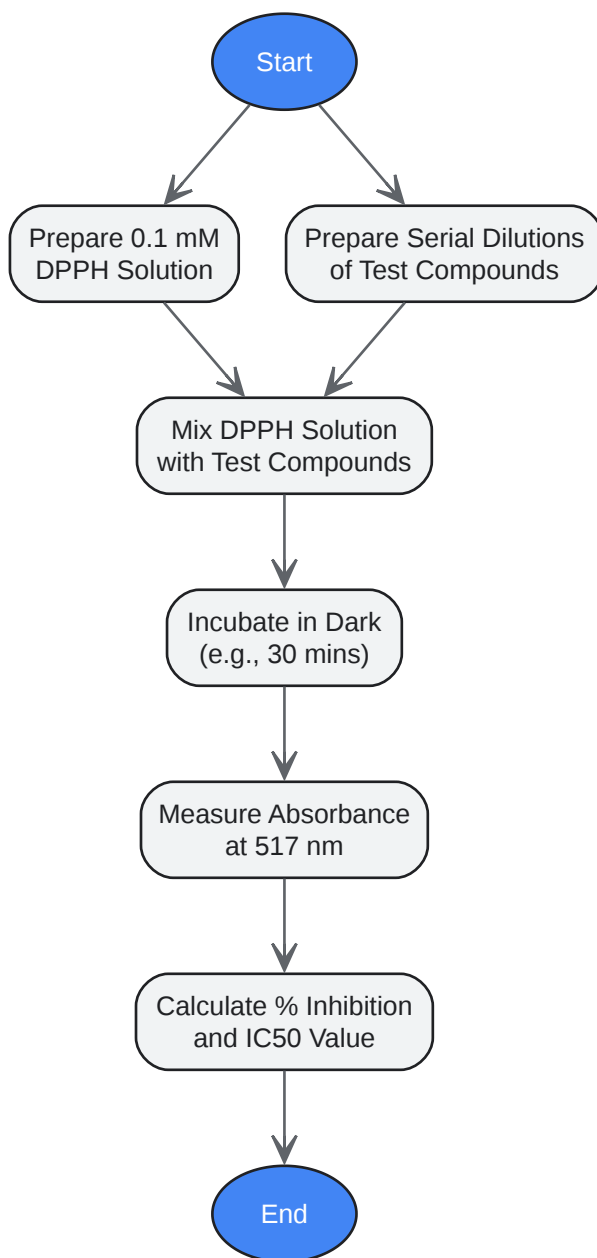 Start
Prepare 0.1 mM
DPPH Solution
Prepare Serial Dilutions
of Test Compounds
Mix DPPH Solution
with Test Compounds
Incubate in Dark
(e.g., 30 mins)
Measure Absorbance
at 517 nm
Calculate % Inhibition
and IC50 Value
End